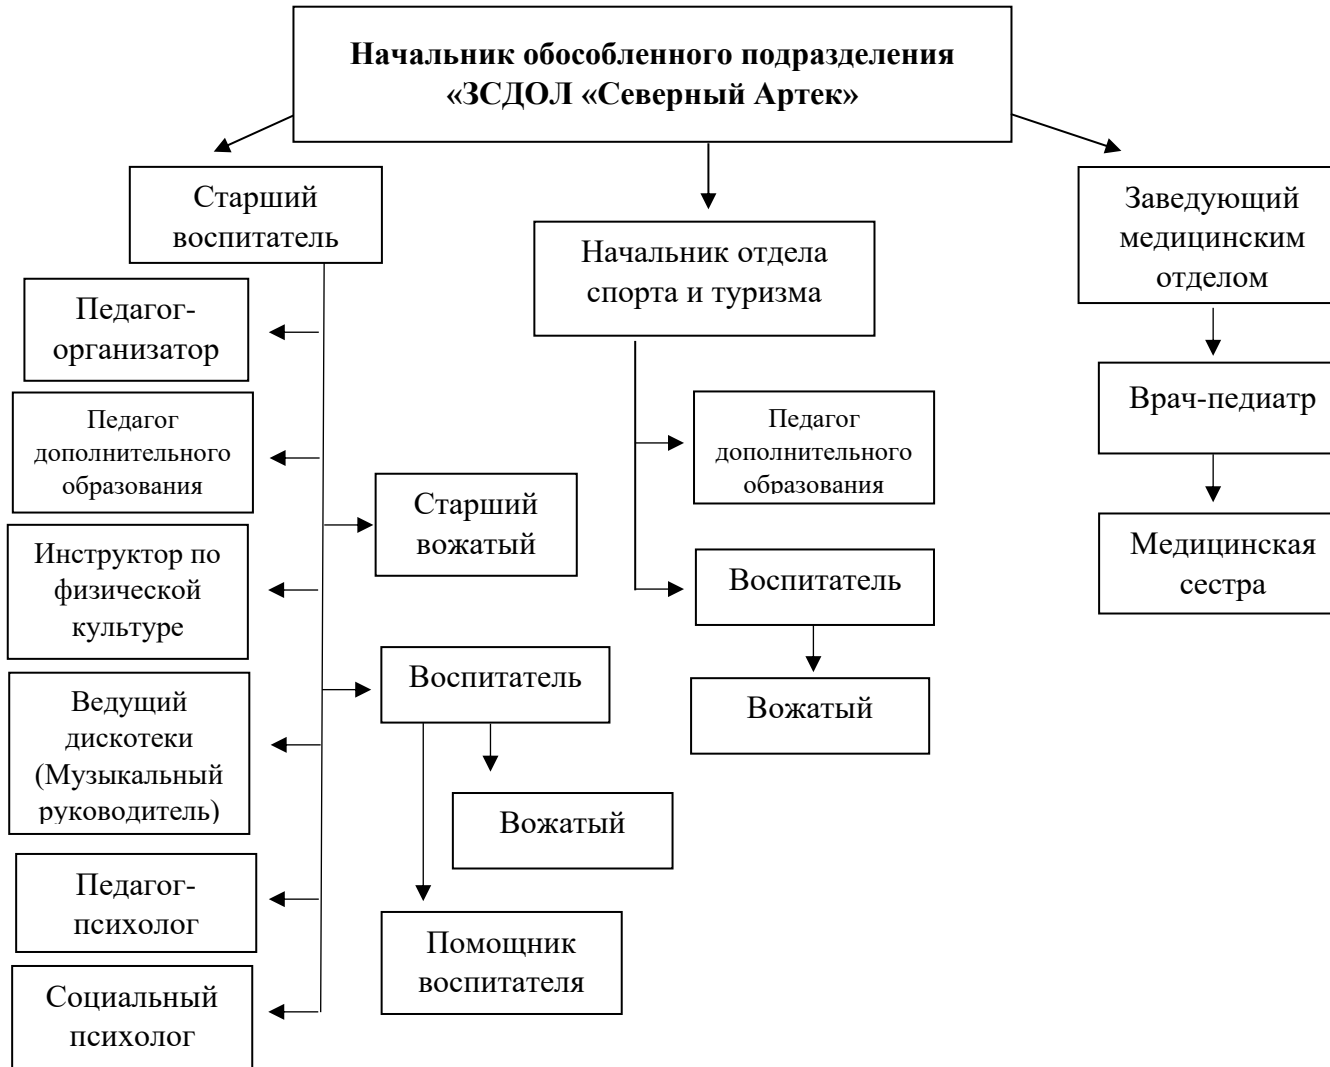 Начальник обособленного подразделения
«ЗСДОЛ «Северный Артек»
Старший
воспитатель
Педагог-
организатор
Педагог
дополнительного
образования
Инструктор по
физической
культуре
Ведущий
дискотеки
(Музыкальный
руководитель)
Педагог-
психолог
Социальный
психолог
Старший
вожатый
Воспитатель
Вожатый
Помощник
воспитателя
Начальник отдела
спорта и туризма
Педагог
дополнительного
образования
Воспитатель
Вожатый
Заведующий
медицинским
отделом
Врач-педиатр
Медицинская
сестра